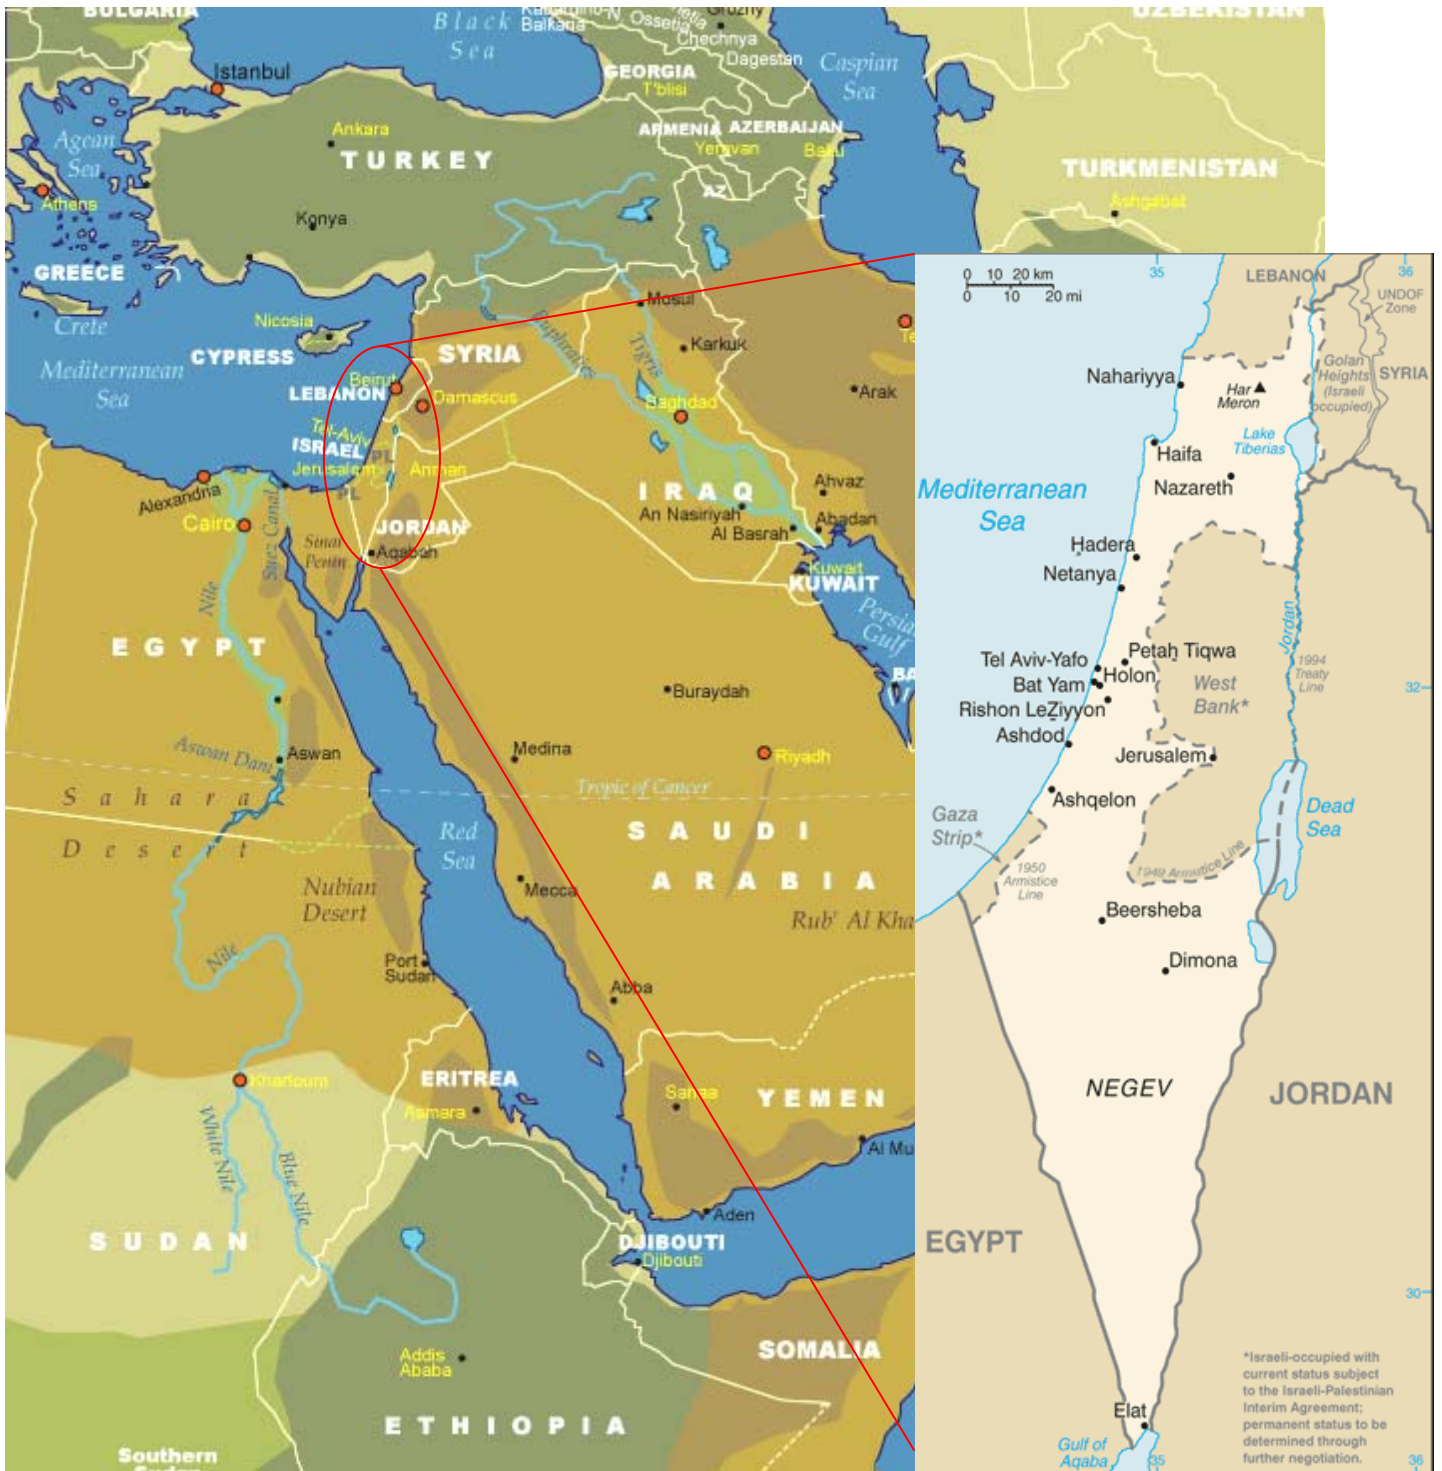 BULGARIA
Black
Sea
Balkaria
Ossetia
Grozny
Chechnya
Dagestan
UZBEKISTAN
Istanbul
GEORGIA
T'blisi
Caspian
Sea
Agean
Sea
Ankara
TURKEY
ARMENIA
AZERBAIJAN
Yerevan
Baku
TURKMENISTAN
Ashgabat
AZ
Athens
Konya
GREECE
Crete
Nicosia
CYPRESS
Mediterranean
Sea
SYRIA
Mosul
Euphrates
Tigris
Karkuk
Arak
LEBANON
Beirut
Damascus
Baghdad
Tel-Aviv
ISRAEL
PL
Jerusalem
Amman
PL
Alexandria
Cairo
Suez Canal
Sinai
Penin.
JORDAN
Aqabah
IRAQ
An Nasiriyah
Al Basrah
Ahvaz
Abadan
Kuwait
KUWAIT
Persian
Gulf
BA
Nile
EGYPT
Buraydah
Aswan Dam
Aswan
Medina
Riyadh
Tropic of Cancer
Sahara
Desert
Red
Sea
SAUDI
ARABIA
Nubian
Desert
Mecca
Rub' Al Kha
Nile
Port
Sudan
Abba
Khartoum
ERITREA
Asmara
Sanaa
YEMEN
White Nile
Blue Nile
Al Mu
Aden
SUDAN
DJIBOUTI
Djibouti
Addis
Ababa
SOMALIA
ETHIOPIA
Southern
Sudan
0 10 20 km
0 10 20 mi
35
36
LEBANON
UNDOF
Zone
Nahariyya
Har
Meron
Golan
Heights
(Israeli
occupied)
SYRIA
Haifa
Lake
Tiberias
Nazareth
Mediterranean
Sea
Hadera
Netanya
Jordan
Tel Aviv-Yafo
Petaẖ Tiqwa
Bat Yam
Holon
West
Bank*
1994
Treaty
Line
32
Rishon LeZiyyon
Ashdod
Jerusalem
Ashqelon
Dead
Sea
Gaza
Strip*
1950
Armistice
Line
1949 Armistice Line
Beersheba
Dimona
NEGEV
JORDAN
EGYPT
30
*Israeli-occupied with
current status subject
to the Israeli-Palestinian
Interim Agreement;
permanent status to be
determined through
further negotiation.
Elat
Gulf of
Aqaba
35
36